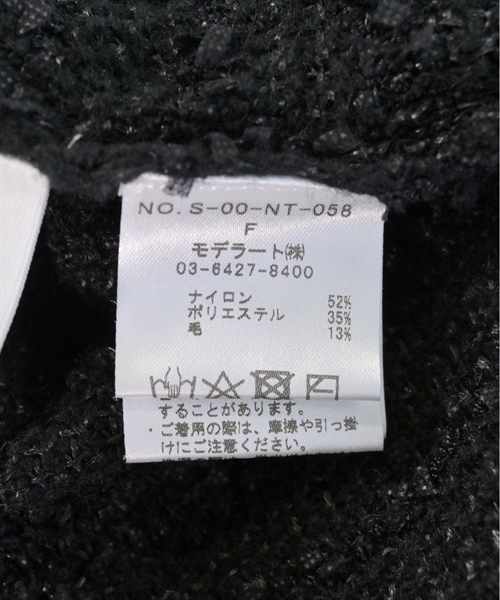 NO.S-00-NT-058
F
モデラート㈱
03-6427-8400
ナイロン 52%
ポリエステル 35%
毛 13%
することがあります。
・ご着用の際は、摩擦や引っ掛
けにご注意ください。